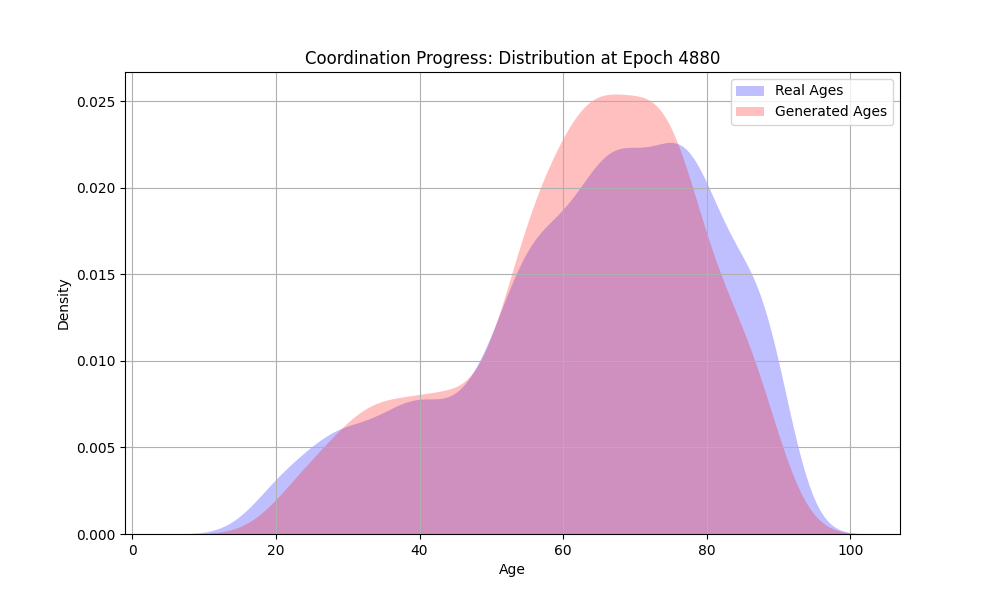 Coordination Progress: Distribution at Epoch 4880
Real Ages
Generated Ages
0.025
0.020
0.015
0.010
0.005
0.000
Density
0 20 40 60 80 100
Age